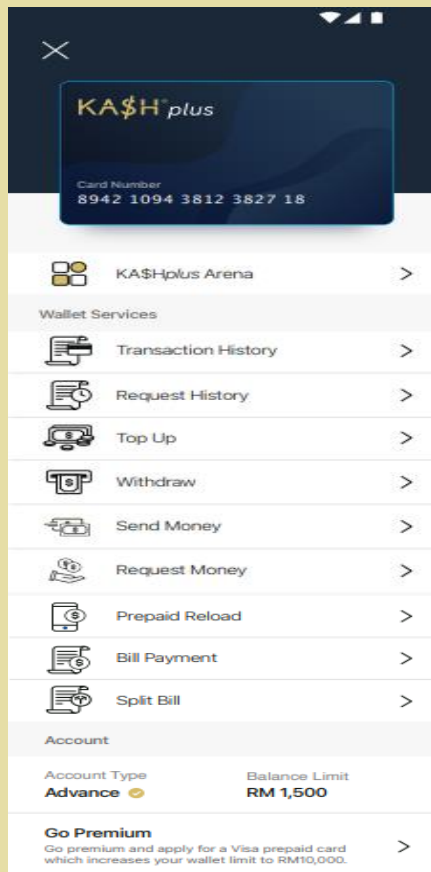 KA$H® plus
Card Number
8942 1094 3812 3827 18
KA$Hplus Arena
Wallet Services
Transaction History
Request History
Top Up
Withdraw
Send Money
Request Money
Prepaid Reload
Bill Payment
Split Bill
Account
Account Type Balance Limit
Advance RM 1,500
Go Premium
Go premium and apply for a Visa prepaid card
which increases your wallet limit to RM10,000.